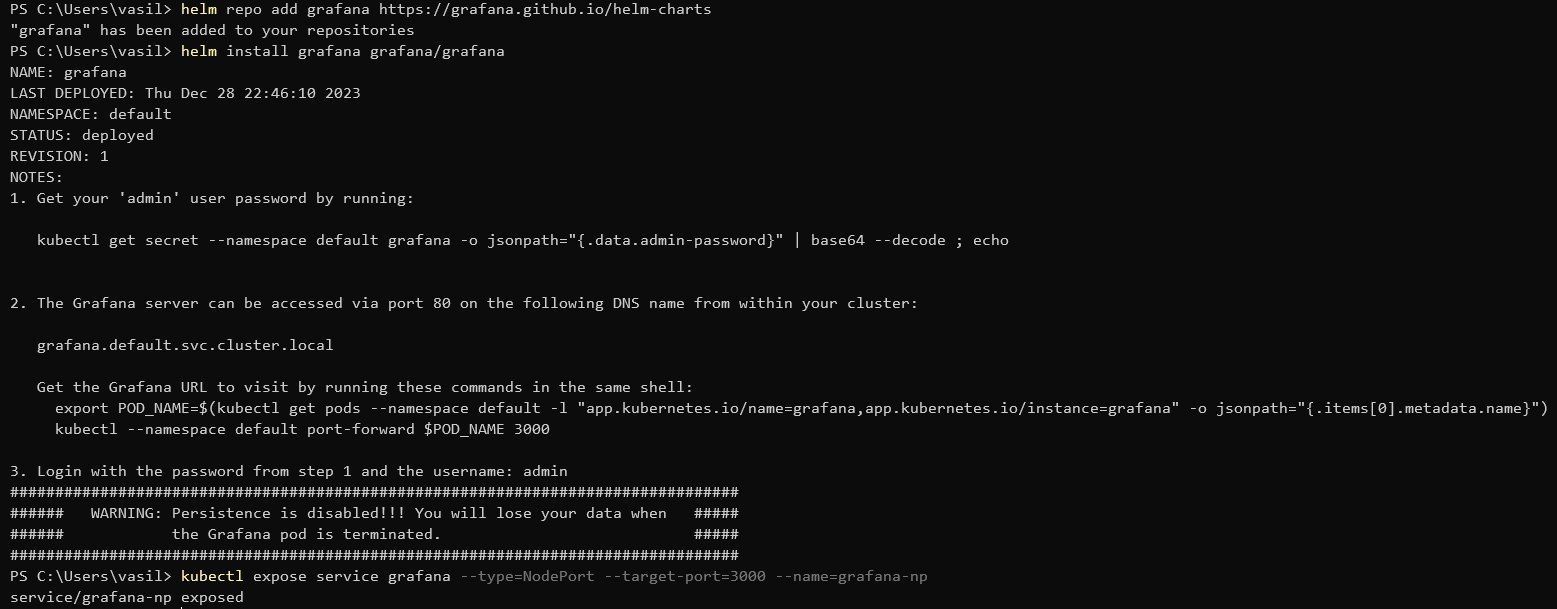 PS C:\Users\vasil> helm repo add grafana https://grafana.github.io/helm-charts
"grafana" has been added to your repositories
PS C:\Users\vasil> helm install grafana grafana/grafana
NAME: grafana
LAST DEPLOYED: Thu Dec 28 22:46:10 2023
NAMESPACE: default
STATUS: deployed
REVISION: 1
NOTES:
1. Get your 'admin' user password by running:
   kubectl get secret --namespace default grafana -o jsonpath="{.data.admin-password}" | base64 --decode ; echo
2. The Grafana server can be accessed via port 80 on the following DNS name from within your cluster:
   grafana.default.svc.cluster.local
   Get the Grafana URL to visit by running these commands in the same shell:
     export POD_NAME=$(kubectl get pods --namespace default -l "app.kubernetes.io/name=grafana,app.kubernetes.io/instance=grafana" -o jsonpath="{.items[0].metadata.name}")
     kubectl --namespace default port-forward $POD_NAME 3000
3. Login with the password from step 1 and the username: admin
#################################################################################
######   WARNING: Persistence is disabled!!! You will lose your data when   #####
######            the Grafana pod is terminated.                            #####
#################################################################################
PS C:\Users\vasil> kubectl expose service grafana --type=NodePort --target-port=3000 --name=grafana-np
service/grafana-np exposed